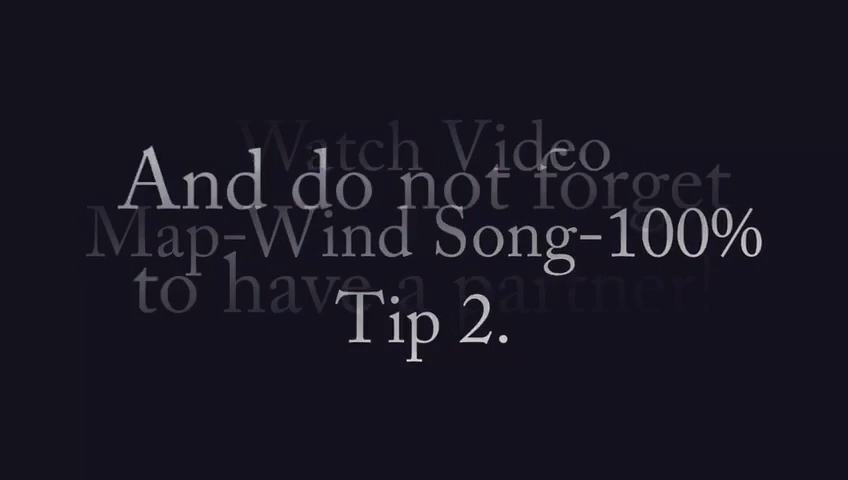 Watch Video
And do not forget
Map-Wind Song-100%
to have a partner!
Tip 2.